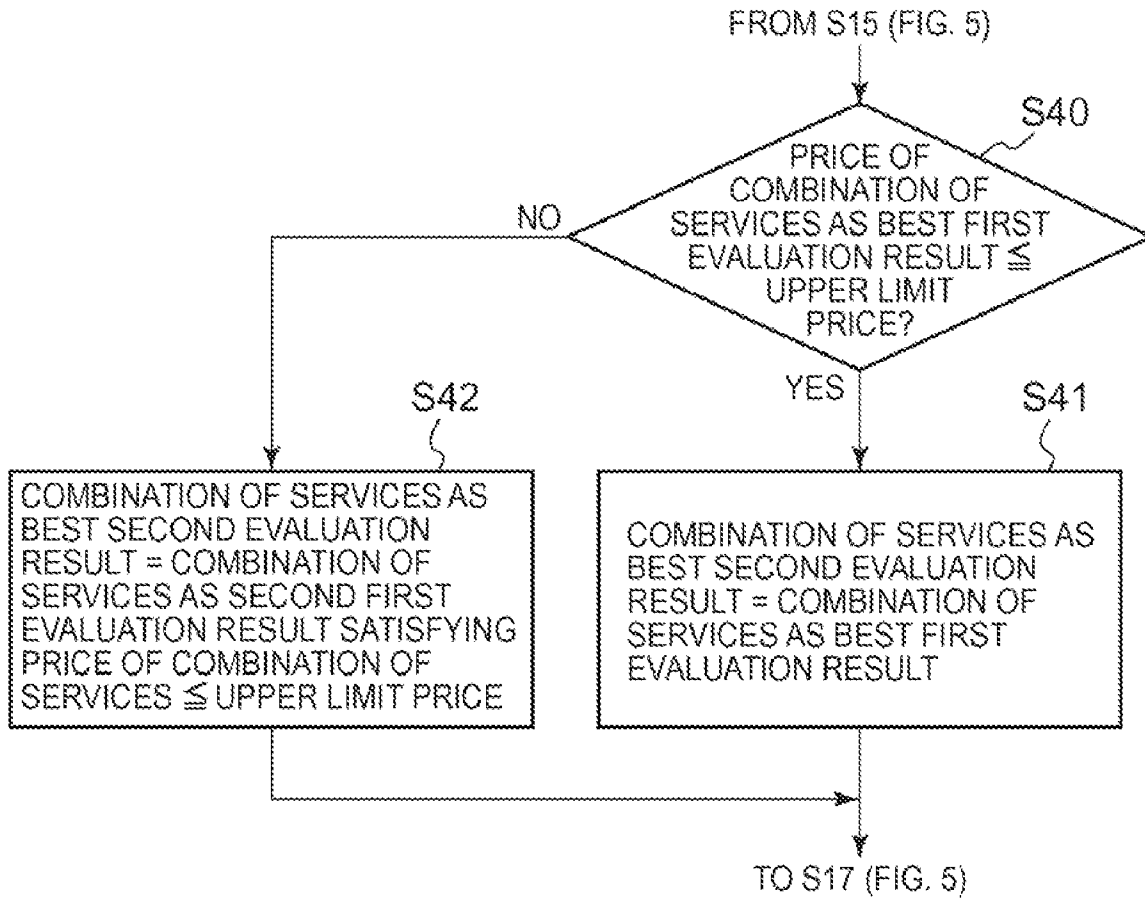 FROM S15 (FIG. 5)
S40
PRICE OF
COMBINATION OF
SERVICES AS BEST FIRST
EVALUATION RESULT ≦
UPPER LIMIT
PRICE?
NO
YES
S42
S41
COMBINATION OF SERVICES AS
BEST SECOND EVALUATION
RESULT = COMBINATION OF
SERVICES AS SECOND FIRST
EVALUATION RESULT SATISFYING
PRICE OF COMBINATION OF
SERVICES ≦ UPPER LIMIT PRICE
COMBINATION OF SERVICES AS
BEST SECOND EVALUATION
RESULT = COMBINATION OF
SERVICES AS BEST FIRST
EVALUATION RESULT
TO S17 (FIG. 5)